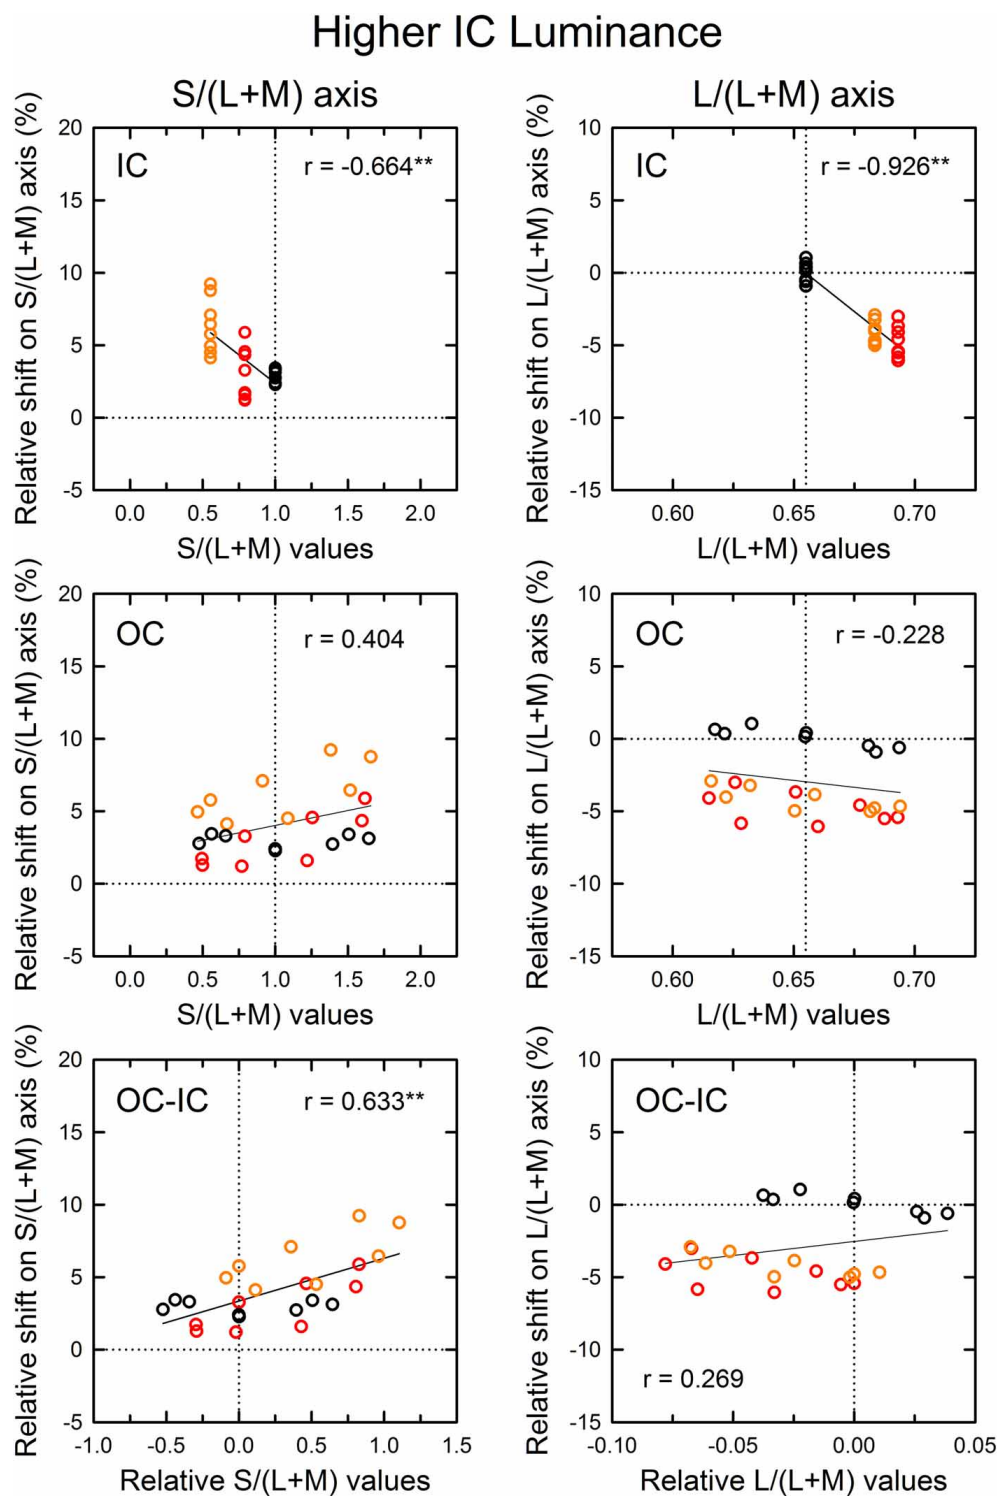 Higher IC Luminance
S/(L+M) axis
L/(L+M) axis
Relative shift on S/(L+M) axis (%)
20
15
10
5
0
-5
IC
r = -0.664**
0.0 0.5 1.0 1.5 2.0
S/(L+M) values
Relative shift on L/(L+M) axis (%)
10
5
0
-5
-10
-15
IC
r = -0.926**
0.60 0.65 0.70
L/(L+M) values
Relative shift on S/(L+M) axis (%)
20
15
10
5
0
-5
OC
r = 0.404
0.0 0.5 1.0 1.5 2.0
S/(L+M) values
Relative shift on L/(L+M) axis (%)
10
5
0
-5
-10
-15
OC
r = -0.228
0.60 0.65 0.70
L/(L+M) values
Relative shift on S/(L+M) axis (%)
20
15
10
5
0
-5
OC-IC
r = 0.633**
-1.0 -0.5 0.0 0.5 1.0 1.5
Relative S/(L+M) values
Relative shift on L/(L+M) axis (%)
10
5
0
-5
-10
-15
OC-IC
r = 0.269
-0.10 -0.05 0.00 0.05
Relative L/(L+M) values